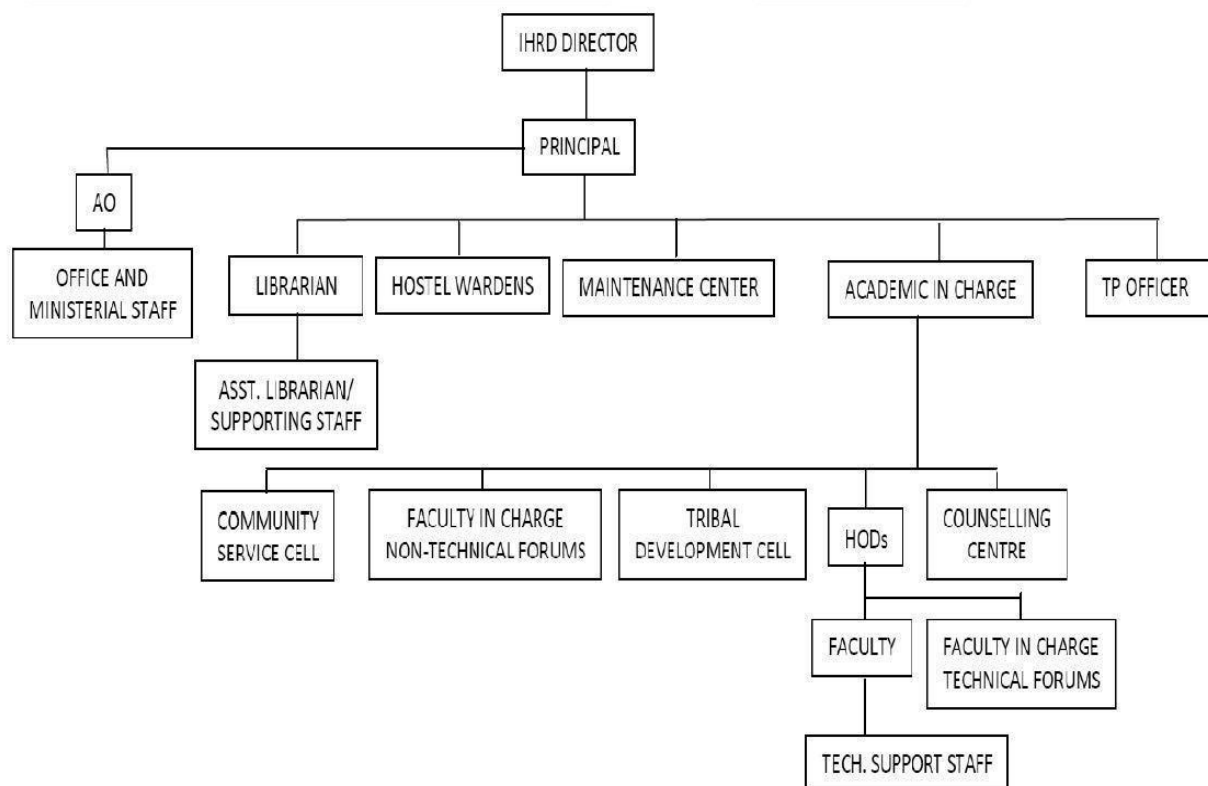 IHRD DIRECTOR
PRINCIPAL
AO
OFFICE AND
MINISTERIAL STAFF
LIBRARIAN
HOSTEL WARDENS
MAINTENANCE CENTER
ACADEMIC IN CHARGE
TP OFFICER
ASST. LIBRARIAN/
SUPPORTING STAFF
COMMUNITY
SERVICE CELL
FACULTY IN CHARGE
NON-TECHNICAL FORUMS
TRIBAL
DEVELOPMENT CELL
HODs
COUNSELLING
CENTRE
FACULTY
FACULTY IN CHARGE
TECHNICAL FORUMS
TECH. SUPPORT STAFF